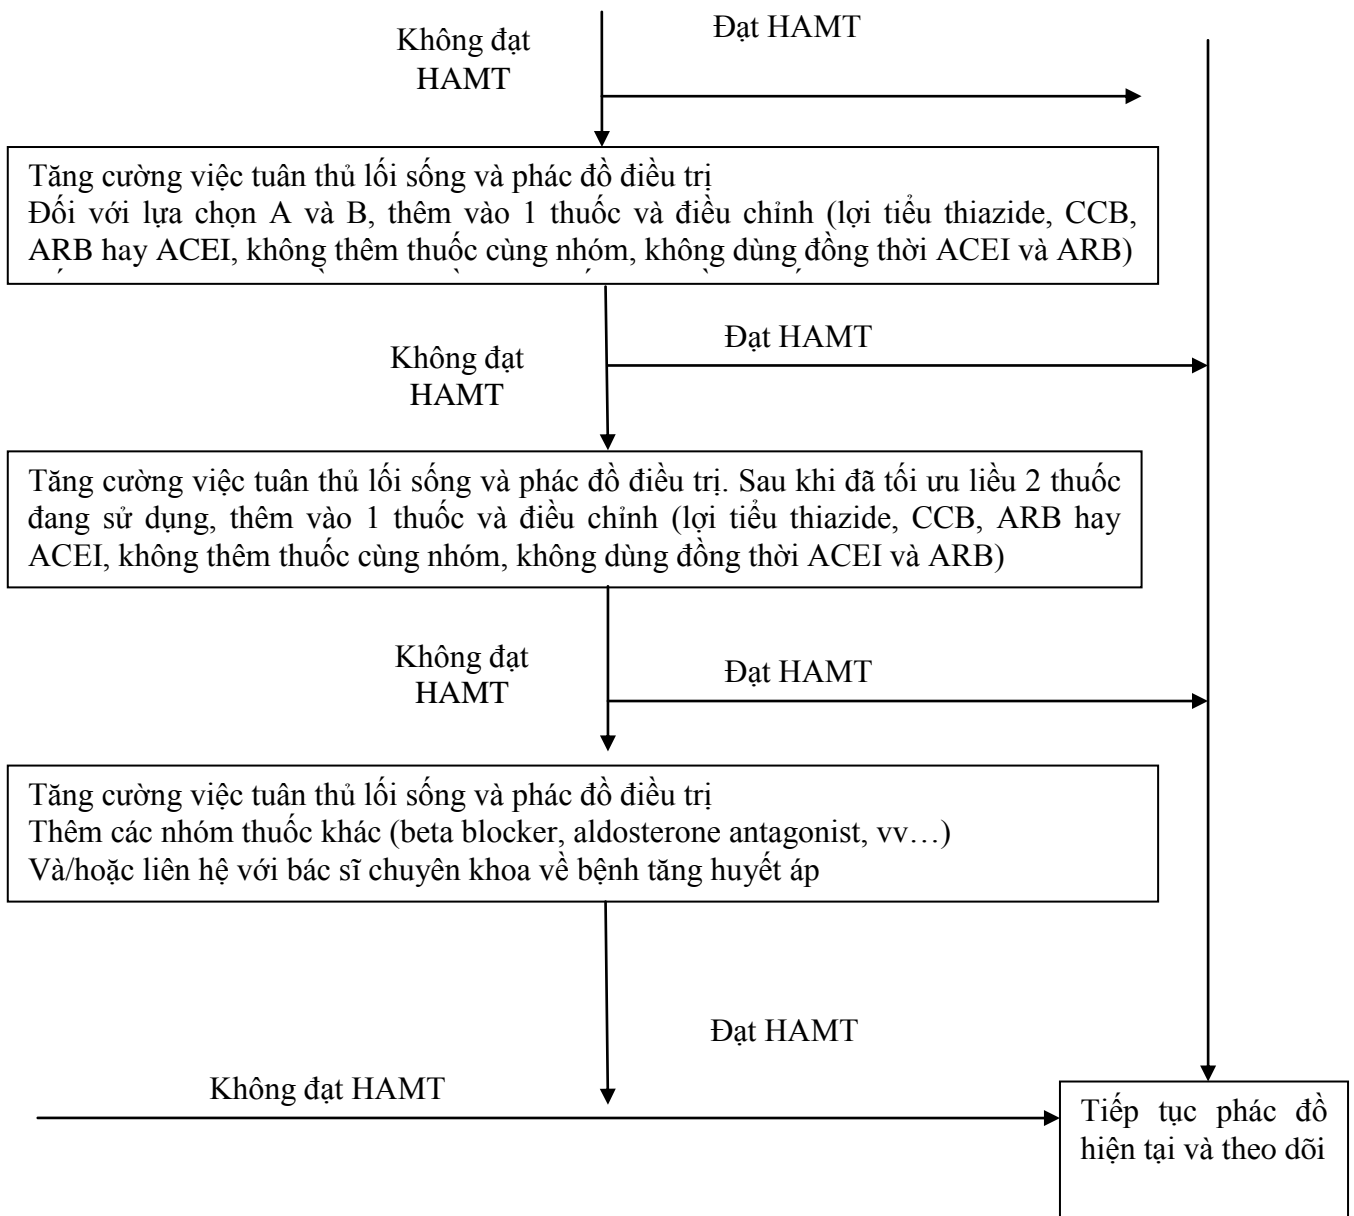 Không đạt
HAMT
Đạt HAMT
Tăng cường việc tuân thủ lối sống và phác đồ điều trị
Đối với lựa chọn A và B, thêm vào 1 thuốc và điều chỉnh (lợi tiểu thiazide, CCB,
ARB hay ACEI, không thêm thuốc cùng nhóm, không dùng đồng thời ACEI và ARB)
Không đạt
HAMT
Đạt HAMT
Tăng cường việc tuân thủ lối sống và phác đồ điều trị. Sau khi đã tối ưu liều 2 thuốc
đang sử dụng, thêm vào 1 thuốc và điều chỉnh (lợi tiểu thiazide, CCB, ARB hay
ACEI, không thêm thuốc cùng nhóm, không dùng đồng thời ACEI và ARB)
Không đạt
HAMT
Đạt HAMT
Tăng cường việc tuân thủ lối sống và phác đồ điều trị
Thêm các nhóm thuốc khác (beta blocker, aldosterone antagonist, vv…)
Và/hoặc liên hệ với bác sĩ chuyên khoa về bệnh tăng huyết áp
Đạt HAMT
Không đạt HAMT
Tiếp tục phác đồ
hiện tại và theo dõi